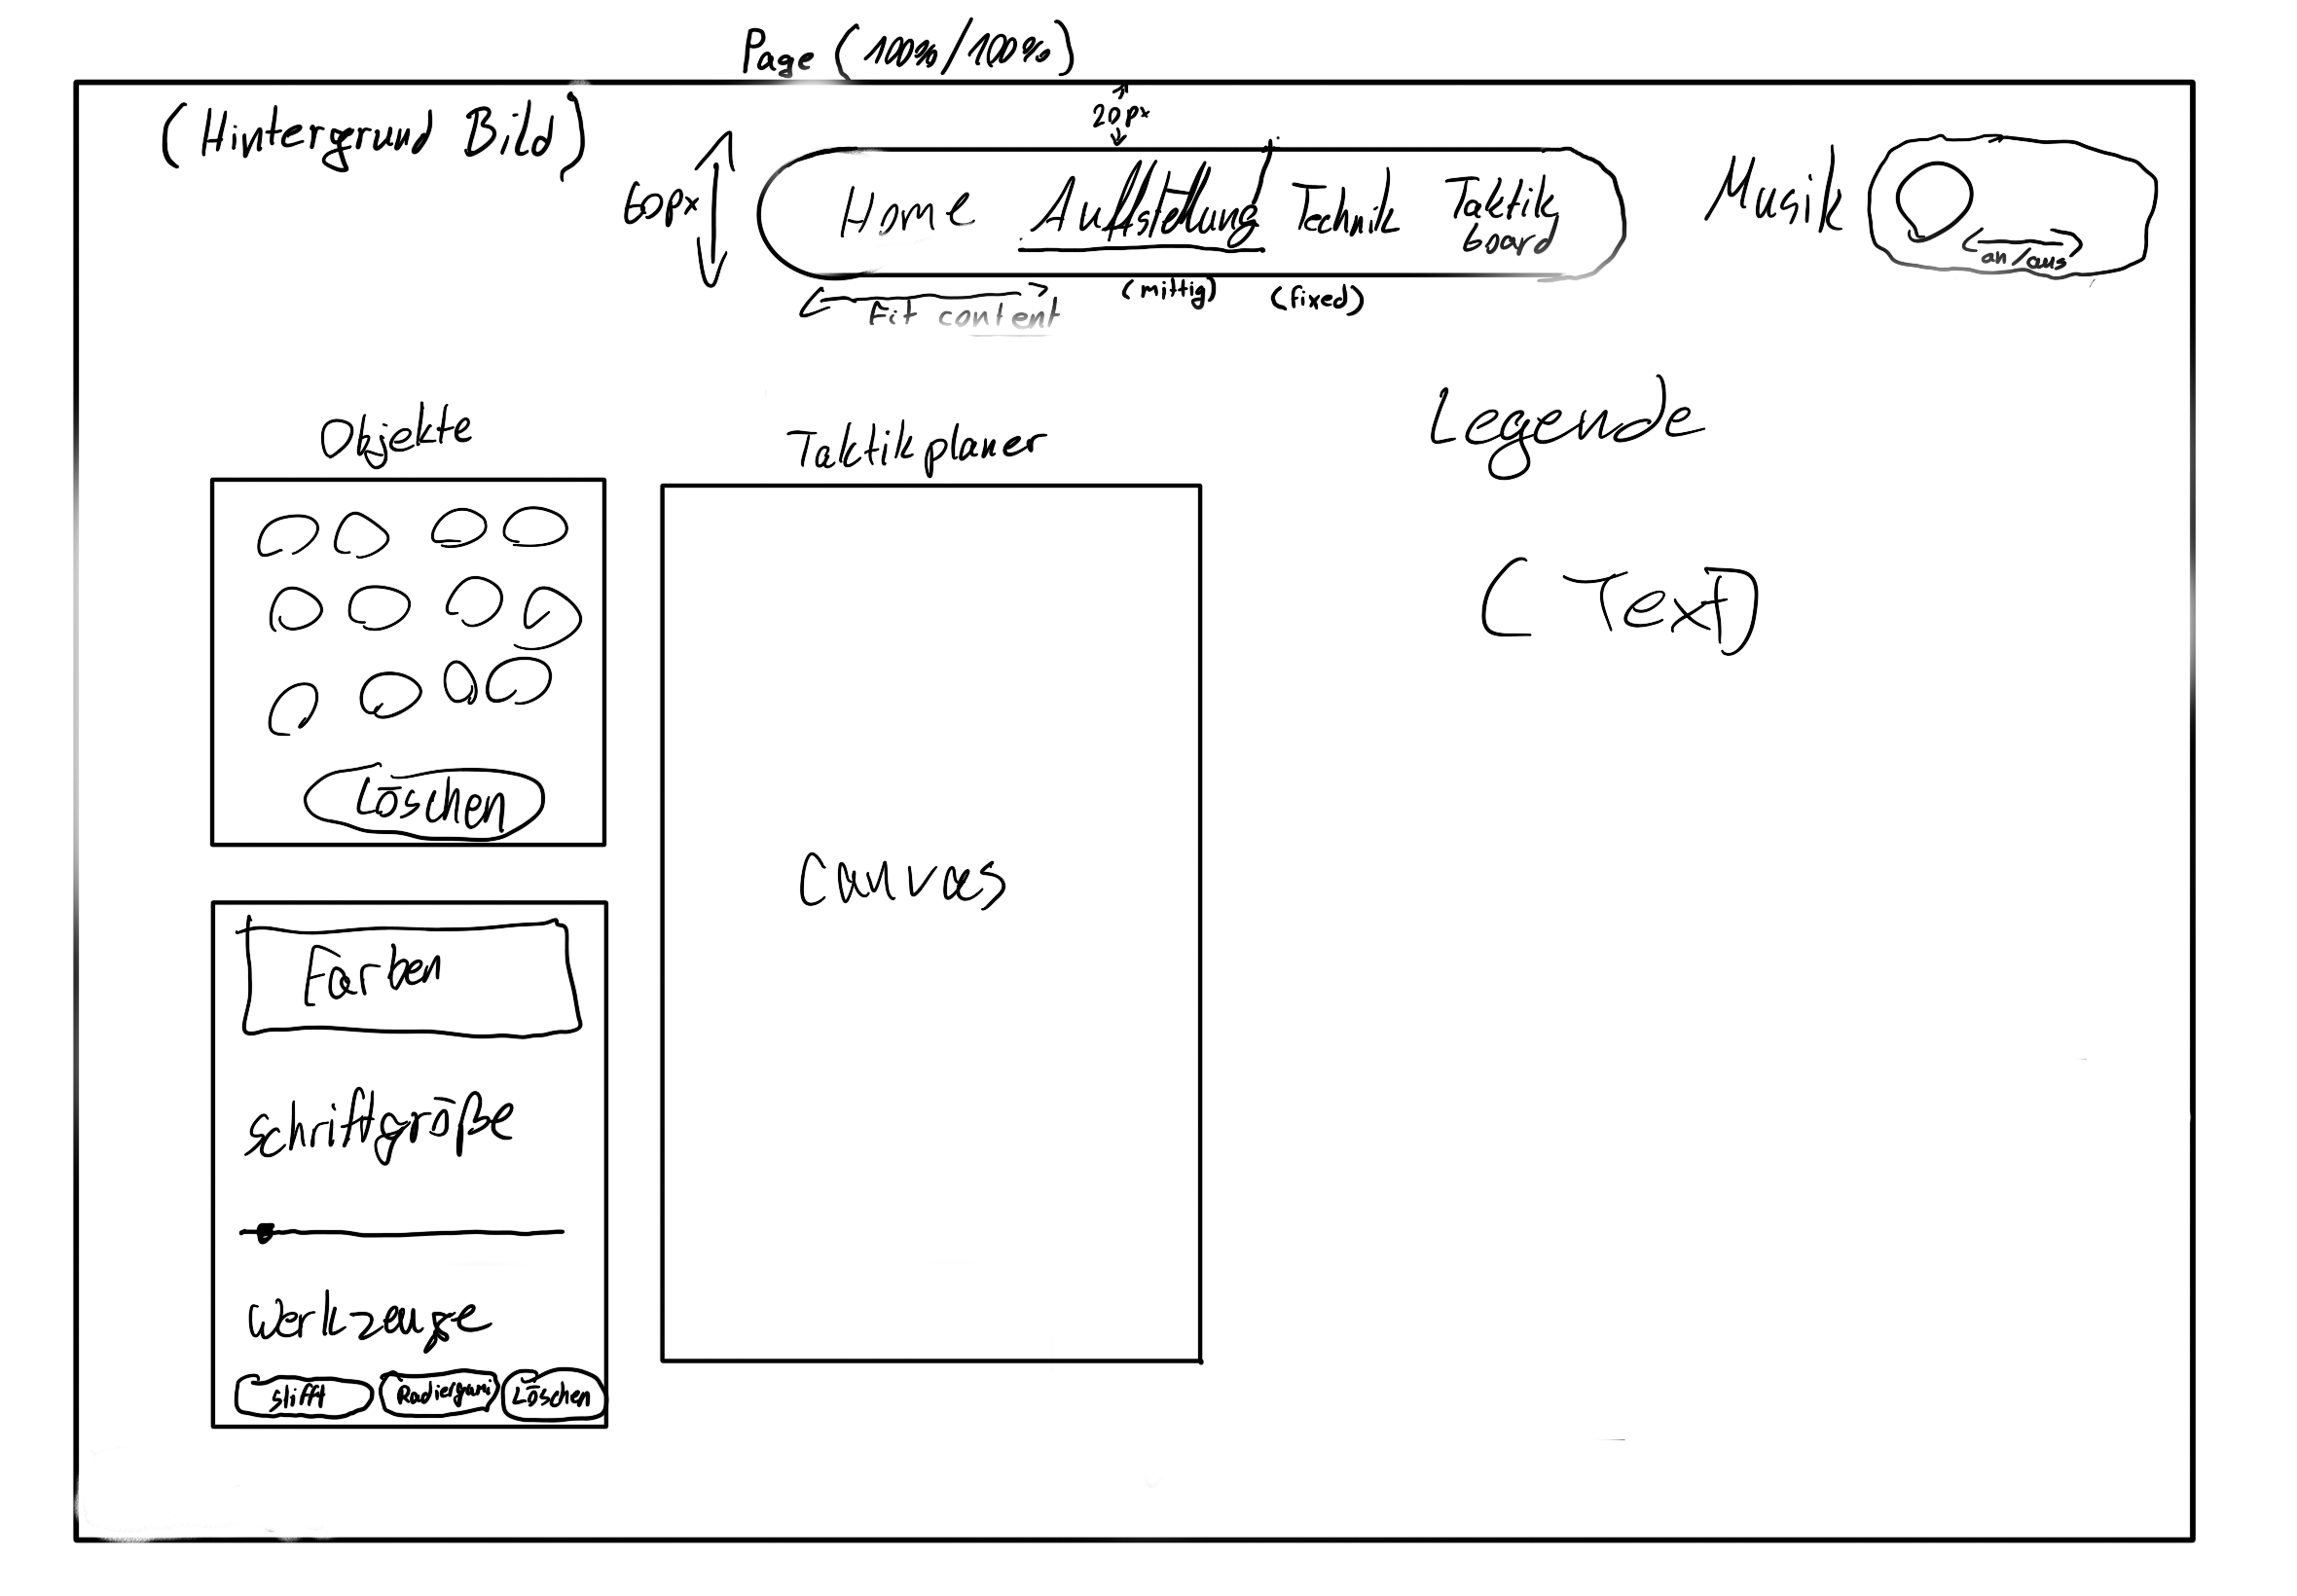 Page (100%/100%)
(Hintergrund Bild)
20px
60px
Home Aufstellung Technik Taktik board
Musik
an/aus
(mittig) (fixed)
Fit content
Objekte
Taktikplaner
Legende
(Text)
Löschen
Canvas
Farben
Schriftgröße
Werkzeuge
Stifft Radiergumi Löschen